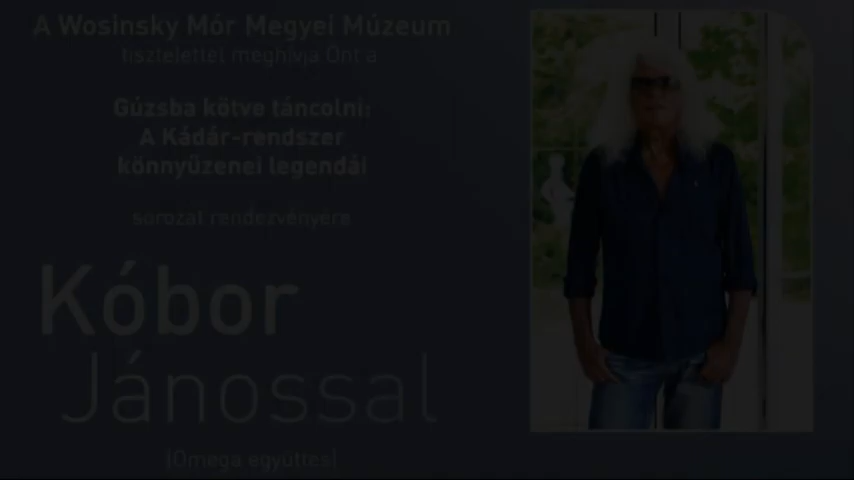 A Wosinsky Mór Megyei Múzeum
tisztelettel meghívja Önt a
Gúzsba kötve táncolni:
A Kádár-rendszer
könnyűzenei legendái
sorozat rendezvényére
Kóbor
Jánossal
(Omega együttes)